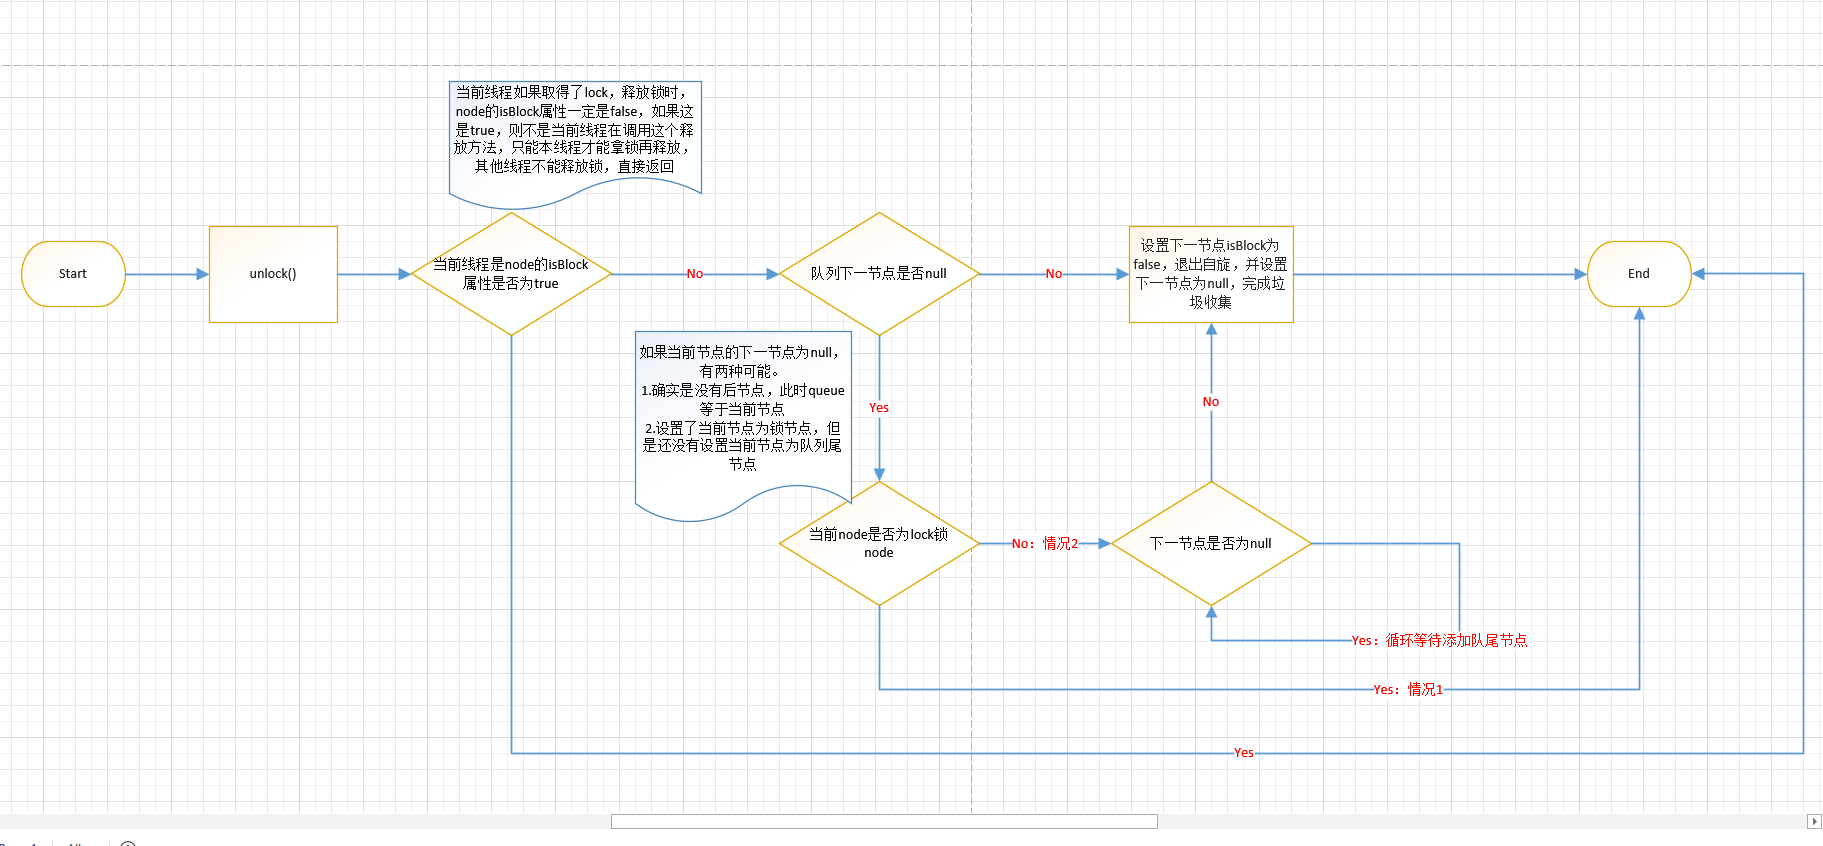 当前线程如果取得了lock，释放锁时，
node的isBlock属性一定是false，如果这
是true，则不是当前线程在调用这个释
放方法，只能本线程才能拿锁再释放，
其他线程不能释放锁，直接返回
Start
unlock()
当前线程是node的isBlock
属性是否为true
No
队列下一节点是否null
No
设置下一节点isBlock为
false，退出自旋，并设置
下一节点为null，完成垃
圾收集
End
如果当前节点的下一节点为null，
有两种可能。
1.确实是没有后节点，此时queue
等于当前节点
2.设置了当前节点为锁节点，但
是还没有设置当前节点为队列尾
节点
Yes
No
当前node是否为lock锁
node
No：情况2
下一节点是否为null
Yes：循环等待添加队尾节点
Yes：情况1
Yes